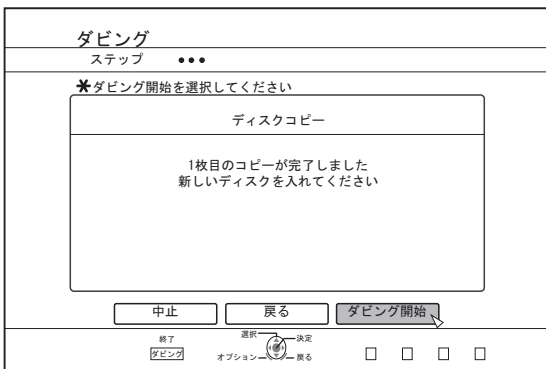 ダビング
ステップ ●●●
✱ダビング開始を選択してください
ディスクコピー
1枚目のコピーが完了しました
新しいディスクを入れてください
中止 戻る ダビング開始
終了
ダビング
選択 決定
オプション 戻る